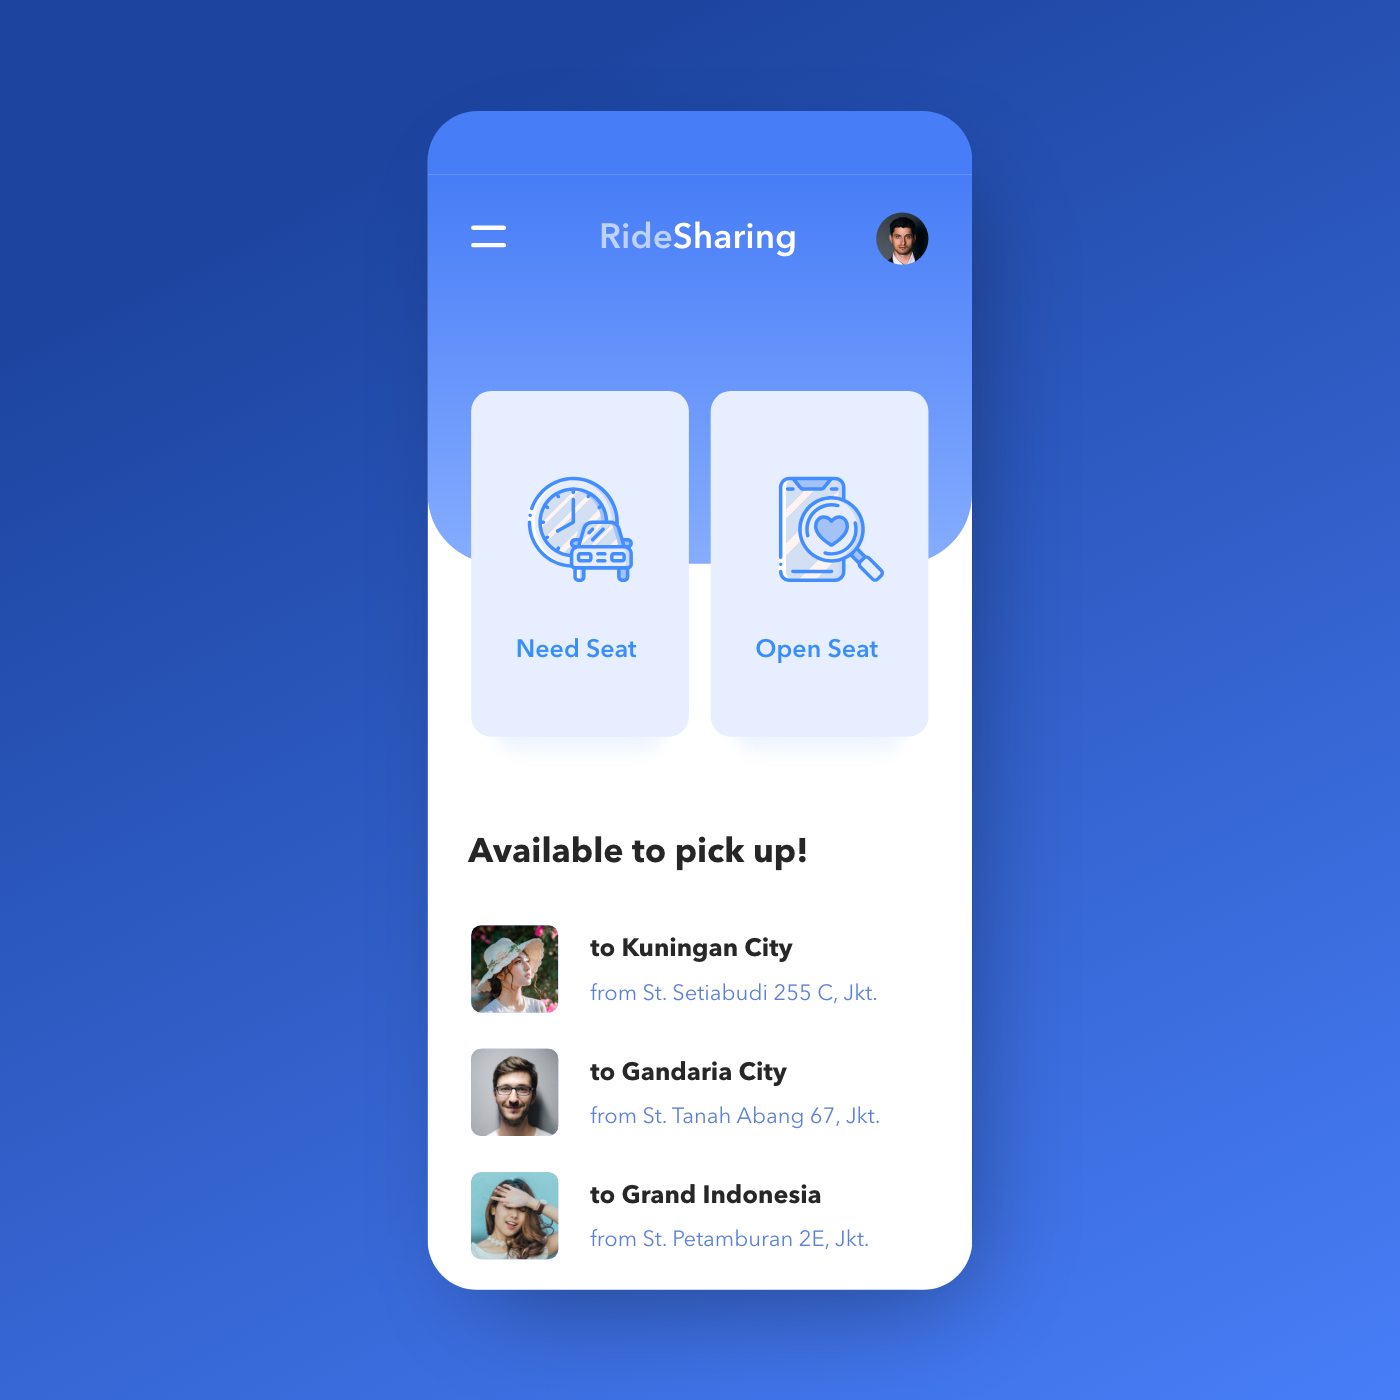 RideSharing
Need Seat
Open Seat
Available to pick up!
to Kuningan City
from St. Setiabudi 255 C, Jkt.
to Gandaria City
from St. Tanah Abang 67, Jkt.
to Grand Indonesia
from St. Petamburan 2E, Jkt.